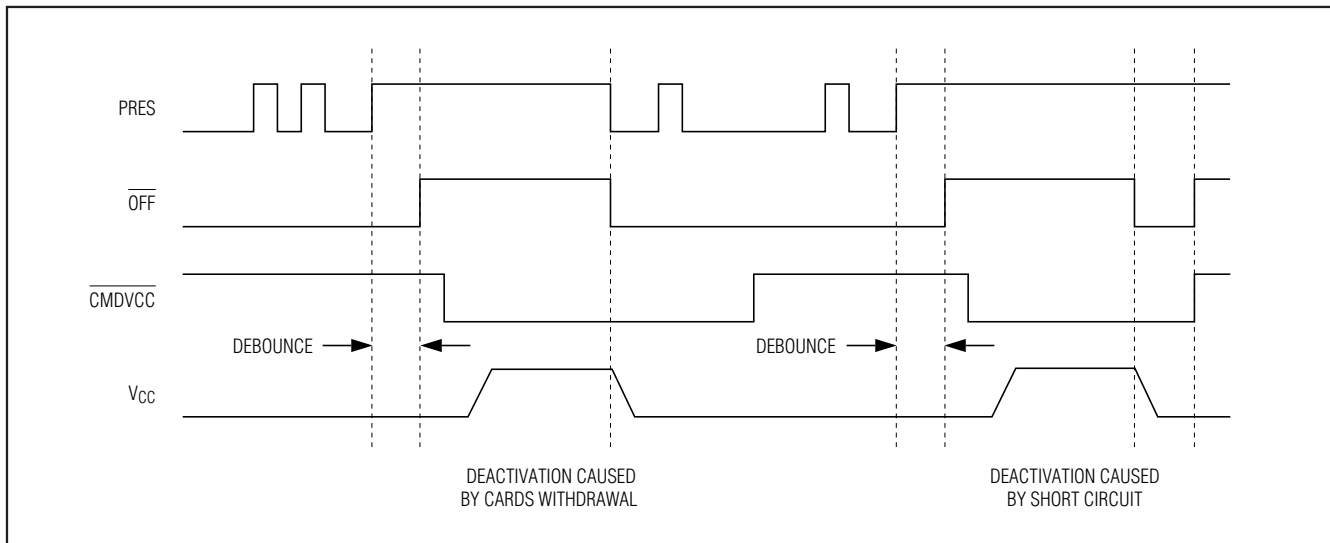 PRES
OFF
CMDVCC
DEBOUNCE
DEBOUNCE
VCC
DEACTIVATION CAUSED
BY CARDS WITHDRAWAL
DEACTIVATION CAUSED
BY SHORT CIRCUIT